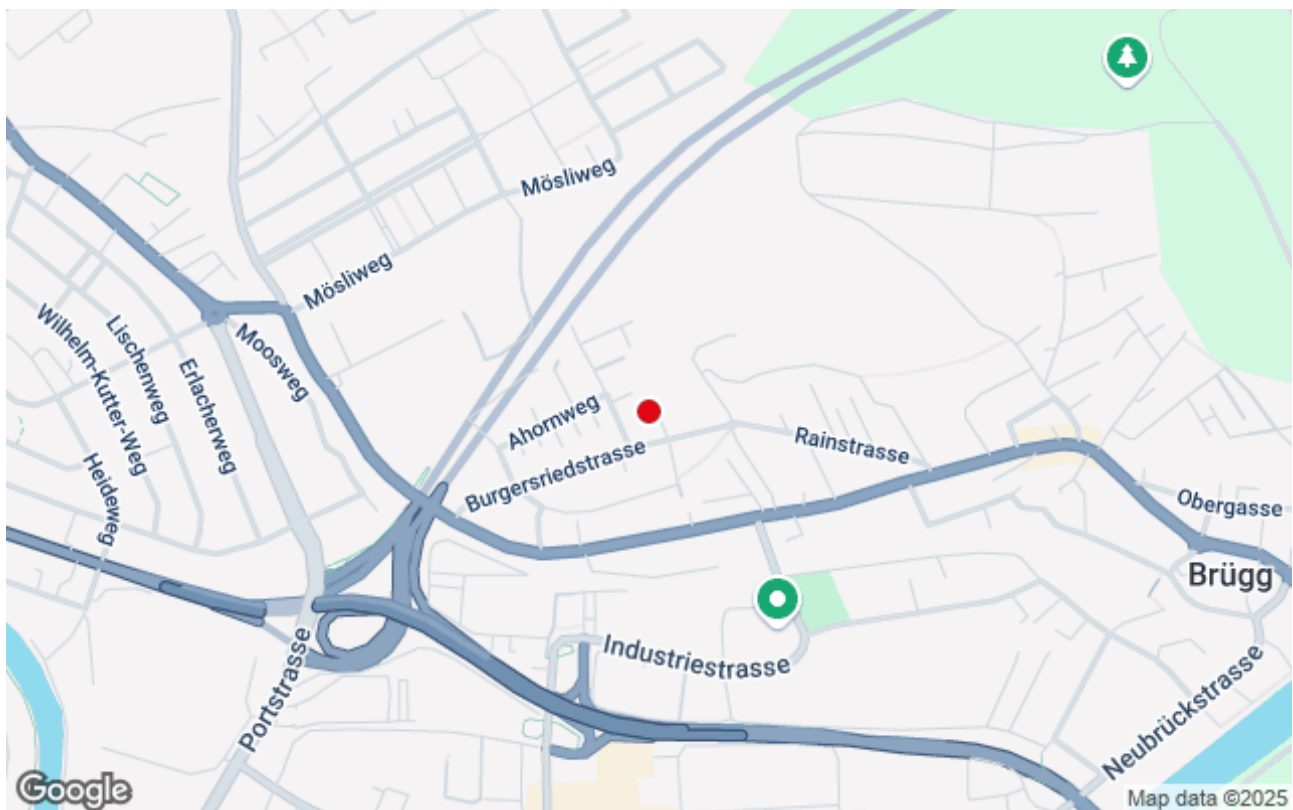 Mösliweg
Mösliweg
Wilhelm-Kutter-Weg
Lischenweg
Erlacherweg
Moosweg
Heideweg
Ahornweg
Burgersriedstrasse
Rainstrasse
Obergasse
Brügg
Industriestrasse
Portstrasse
Neubrückstrasse
Google
Map data ©2025